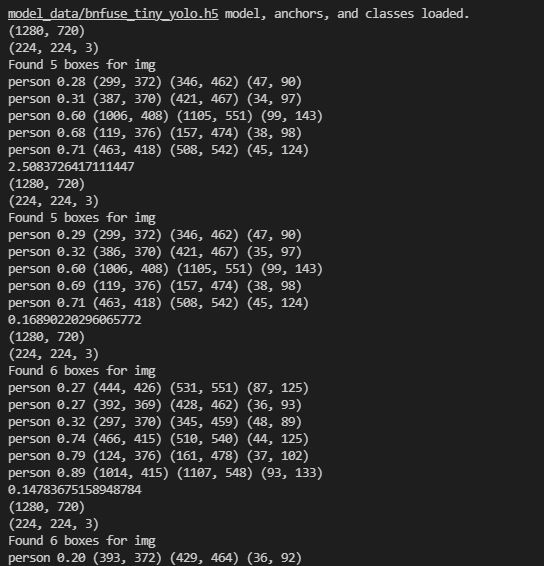 model_data/bnfuse_tiny_yolo.h5 model, anchors, and classes loaded.
(1280, 720)
(224, 224, 3)
Found 5 boxes for img
person 0.28 (299, 372) (346, 462) (47, 90)
person 0.31 (387, 370) (421, 467) (34, 97)
person 0.60 (1006, 408) (1105, 551) (99, 143)
person 0.68 (119, 376) (157, 474) (38, 98)
person 0.71 (463, 418) (508, 542) (45, 124)
2.5083726417111447
(1280, 720)
(224, 224, 3)
Found 5 boxes for img
person 0.29 (299, 372) (346, 462) (47, 90)
person 0.32 (386, 370) (421, 467) (35, 97)
person 0.60 (1006, 408) (1105, 551) (99, 143)
person 0.69 (119, 376) (157, 474) (38, 98)
person 0.71 (463, 418) (508, 542) (45, 124)
0.16890220296065772
(1280, 720)
(224, 224, 3)
Found 6 boxes for img
person 0.27 (444, 426) (531, 551) (87, 125)
person 0.27 (392, 369) (428, 462) (36, 93)
person 0.32 (297, 370) (345, 459) (48, 89)
person 0.74 (466, 415) (510, 540) (44, 125)
person 0.79 (124, 376) (161, 478) (37, 102)
person 0.89 (1014, 415) (1107, 548) (93, 133)
0.14783675158948784
(1280, 720)
(224, 224, 3)
Found 6 boxes for img
person 0.20 (393, 372) (429, 464) (36, 92)